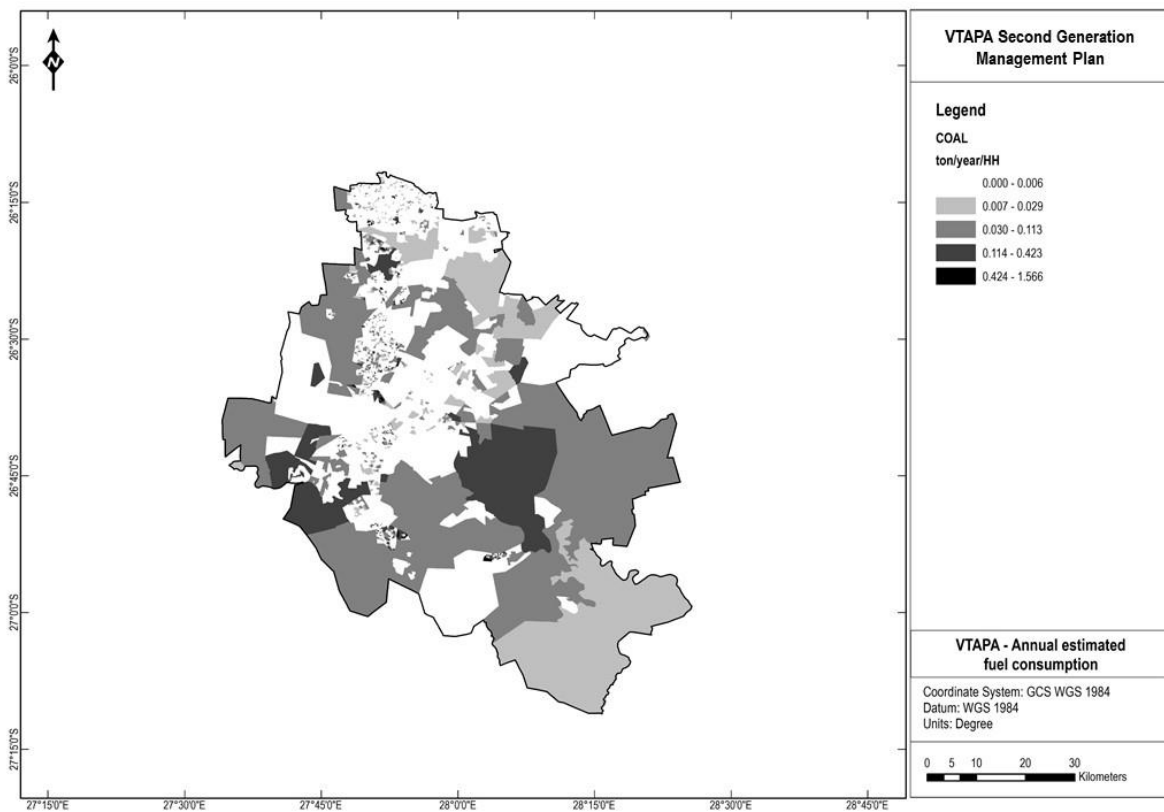 N
26°0'0"S
26°15'0"S
26°30'0"S
26°45'0"S
27°0'0"S
27°15'0"S
27°15'0"E
27°30'0"E
27°45'0"E
28°0'0"E
28°15'0"E
28°30'0"E
28°45'0"E
VTAPA Second Generation
Management Plan
Legend
COAL
ton/year/HH
0.000 - 0.006
0.007 - 0.029
0.030 - 0.113
0.114 - 0.423
0.424 - 1.566
VTAPA - Annual estimated
fuel consumption
Coordinate System: GCS WGS 1984
Datum: WGS 1984
Units: Degree
0 5 10 20 30
Kilometers